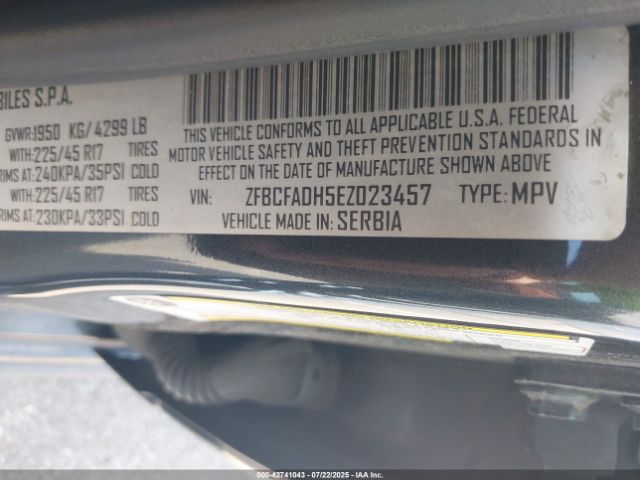 BILES S.P.A.
GVWR:1950 KG/4299 LB
WITH:225/45 R17 TIRES
RIMS AT:240KPA/35PSI COLD
WITH:225/45 R17 TIRES
RIMS AT:230KPA/33PSI COLD
THIS VEHICLE CONFORMS TO ALL APPLICABLE U.S.A. FEDERAL
MOTOR VEHICLE SAFETY AND THEFT PREVENTION STANDARDS IN
EFFECT ON THE DATE OF MANUFACTURE SHOWN ABOVE
VIN: ZFBCFADH5EZ023457 TYPE: MPV
VEHICLE MADE IN: SERBIA
000-42741043 - 07/22/2025 - IAA Inc.